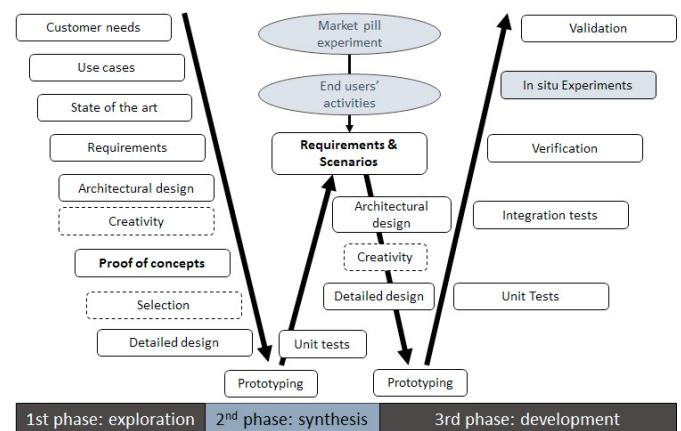 Customer needs
Use cases
State of the art
Requirements
Architectural design
Creativity
Proof of concepts
Selection
Detailed design
Prototyping
Unit tests
Market pill
experiment
End users'
activities
Requirements &
Scenarios
Architectural
design
Creativity
Detailed design
Prototyping
Validation
In situ Experiments
Verification
Integration tests
Unit Tests
1st phase: exploration
2nd phase: synthesis
3rd phase: development